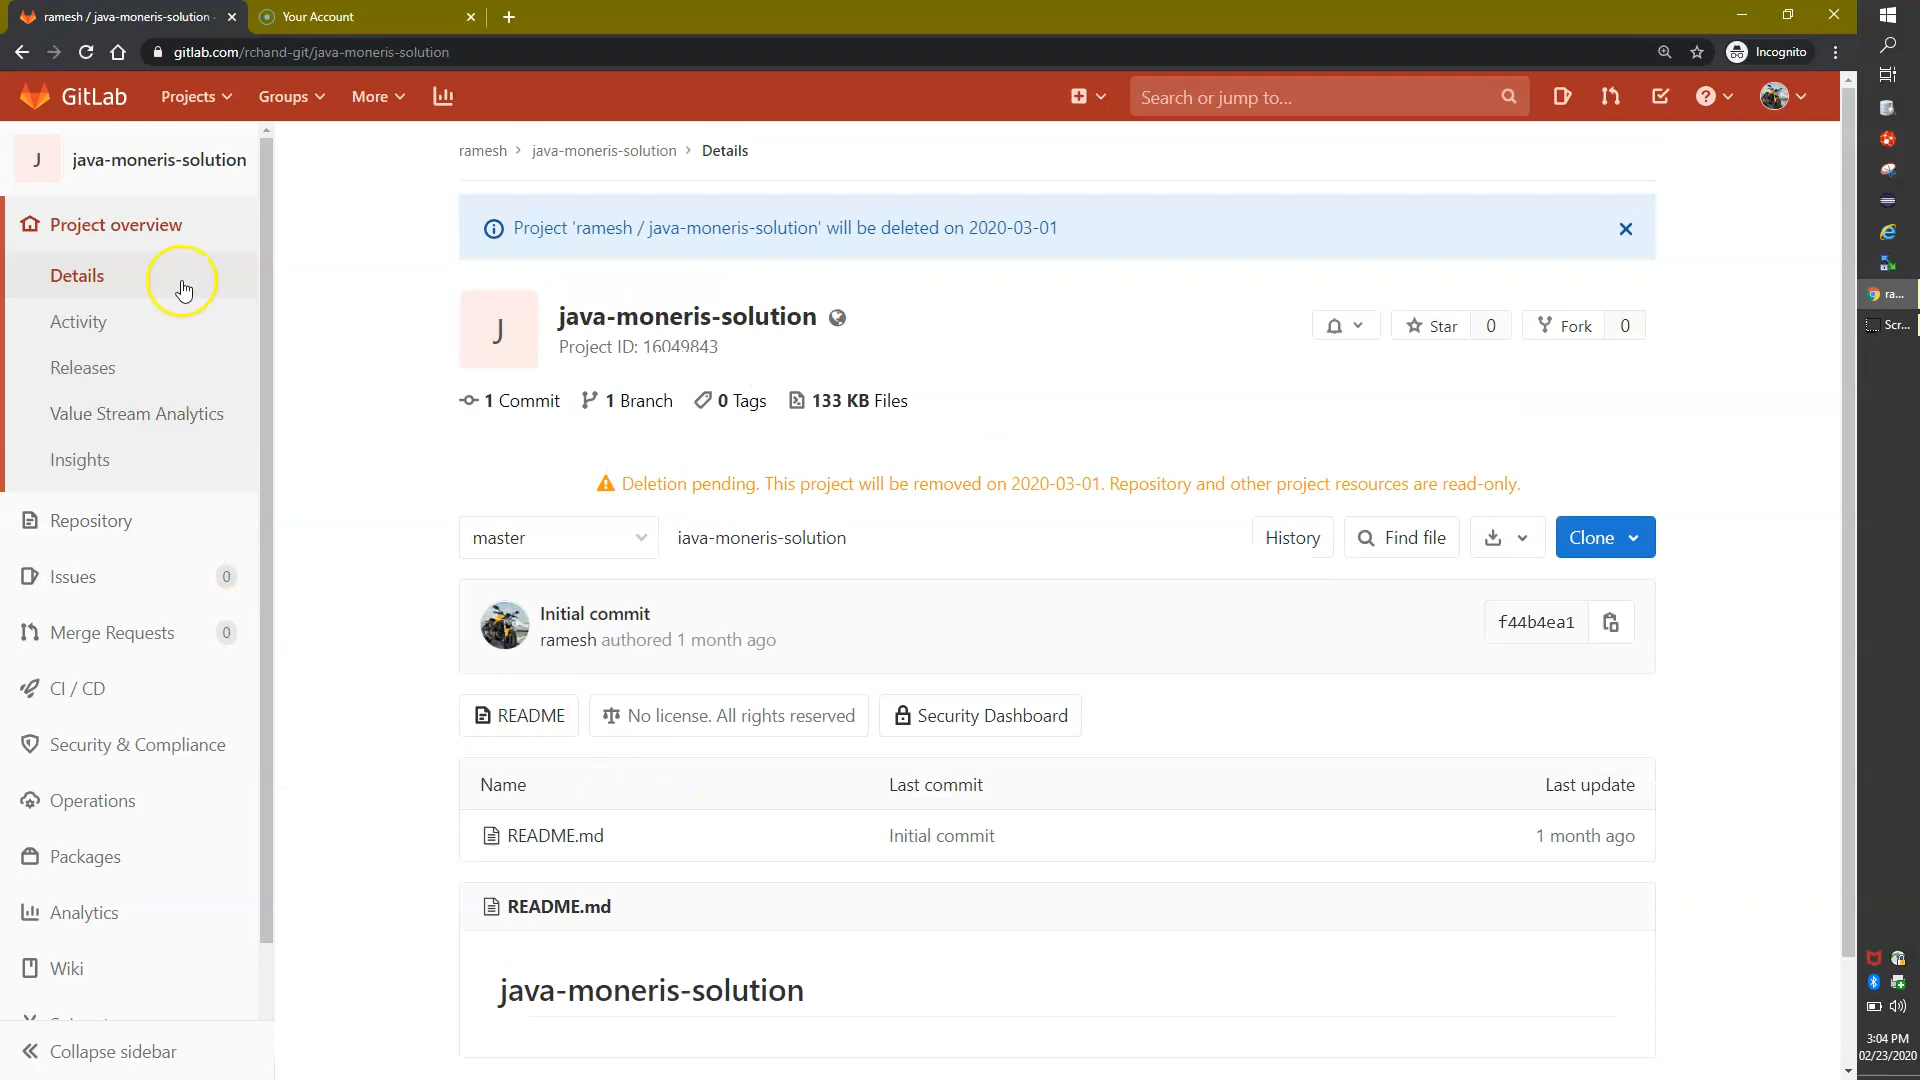 ramesh / java-moneris-solution
Your Account
gitlab.com/rchand-git/java-moneris-solution
Incognito
GitLab
Projects
Groups
More
Search or jump to...
J
java-moneris-solution
Project overview
Details
Activity
Releases
Value Stream Analytics
Insights
Repository
Issues
0
Merge Requests
0
CI / CD
Security & Compliance
Operations
Packages
Analytics
Wiki
Collapse sidebar
ramesh > java-moneris-solution > Details
Project 'ramesh / java-moneris-solution' will be deleted on 2020-03-01
J
java-moneris-solution
Project ID: 16049843
Star 0
Fork 0
1 Commit
1 Branch
0 Tags
133 KB Files
Deletion pending. This project will be removed on 2020-03-01. Repository and other project resources are read-only.
master
java-moneris-solution
History
Find file
Clone
Initial commit
ramesh authored 1 month ago
f44b4ea1
README
No license. All rights reserved
Security Dashboard
Name Last commit Last update
README.md Initial commit 1 month ago
README.md
java-moneris-solution
ra...
Scr...
3:04 PM
02/23/2020